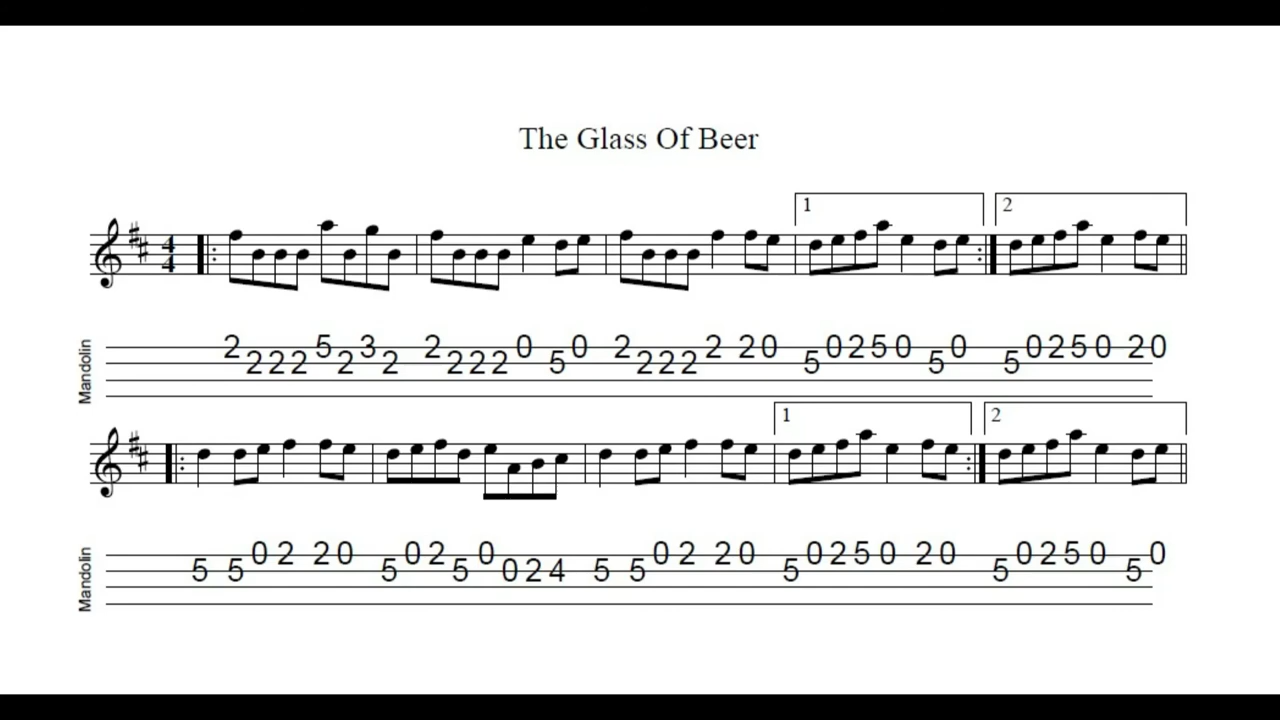 The Glass Of Beer
1 2
4
4
Mandolin
2 2 2 2 5 2 3 2 2 2 2 2 0 5 0 2 2 2 2 2 2 0 5 0 2 5 0 5 0 5 0 2 5 0 2 0
1 2
Mandolin
5 5 0 2 2 0 5 0 2 5 0 0 2 4 5 5 0 2 2 0 5 0 2 5 0 2 0 5 0 2 5 0 5 0